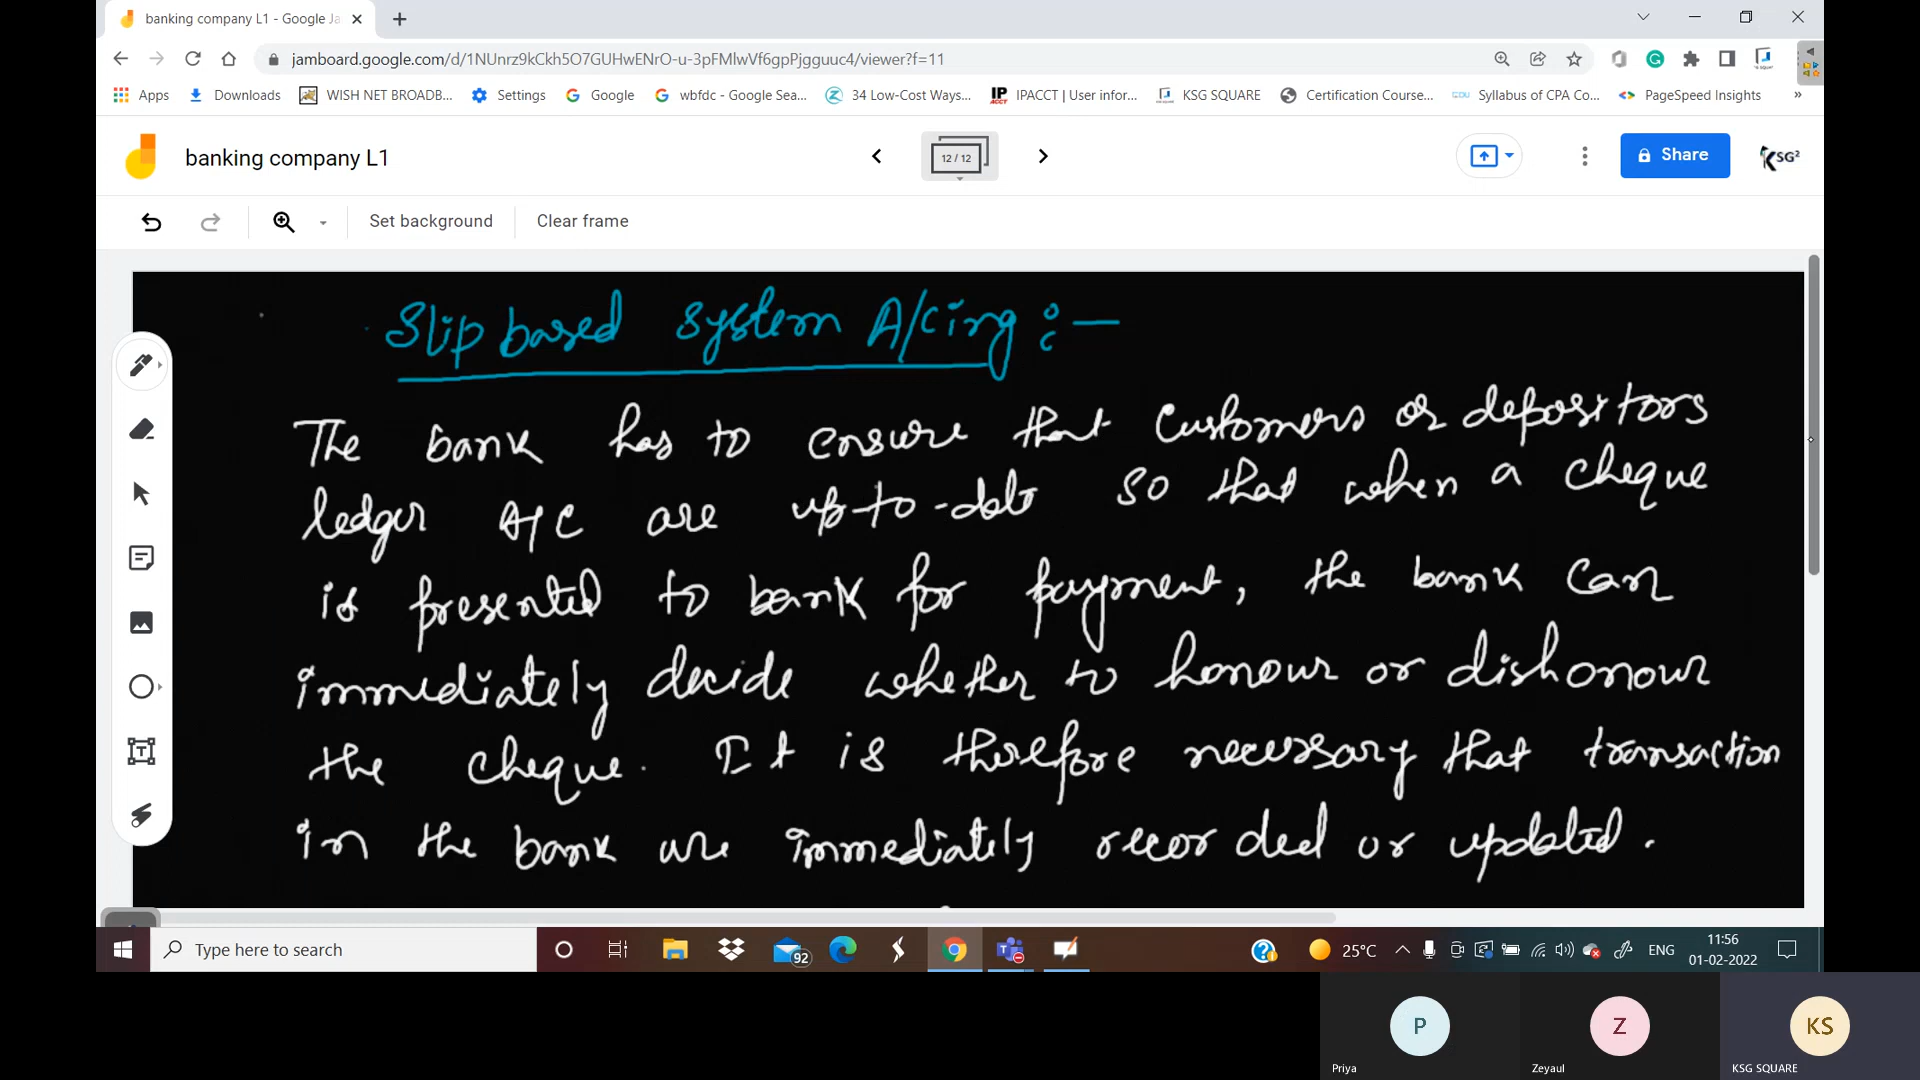 banking company L1 - Google Ja
jamboard.google.com/d/1NUnrz9kCkh5O7GUHwENrO-u-3pFMlwVf6gpPjgguuc4/viewer?f=11
Apps Downloads WISH NET BROADB... Settings Google wbfdc - Google Sea... 34 Low-Cost Ways... IPACCT | User infor... KSG SQUARE Certification Course... Syllabus of CPA Co... PageSpeed Insights »
banking company L1
12 / 12
Share
KSG²
Set background Clear frame
Slip based system A/Cing :-
The bank has to ensure that customers or depositors
ledger A/C are up-to-date so that when a cheque
is presented to bank for payment, the bank can
immediately decide whether to honour or dishonour
the cheque. It is therefore necessary that transaction
in the bank are immediately recorded or updated.
Type here to search
92
25°C
ENG
11:56
01-02-2022
P Z KS
Priya Zeyaul KSG SQUARE